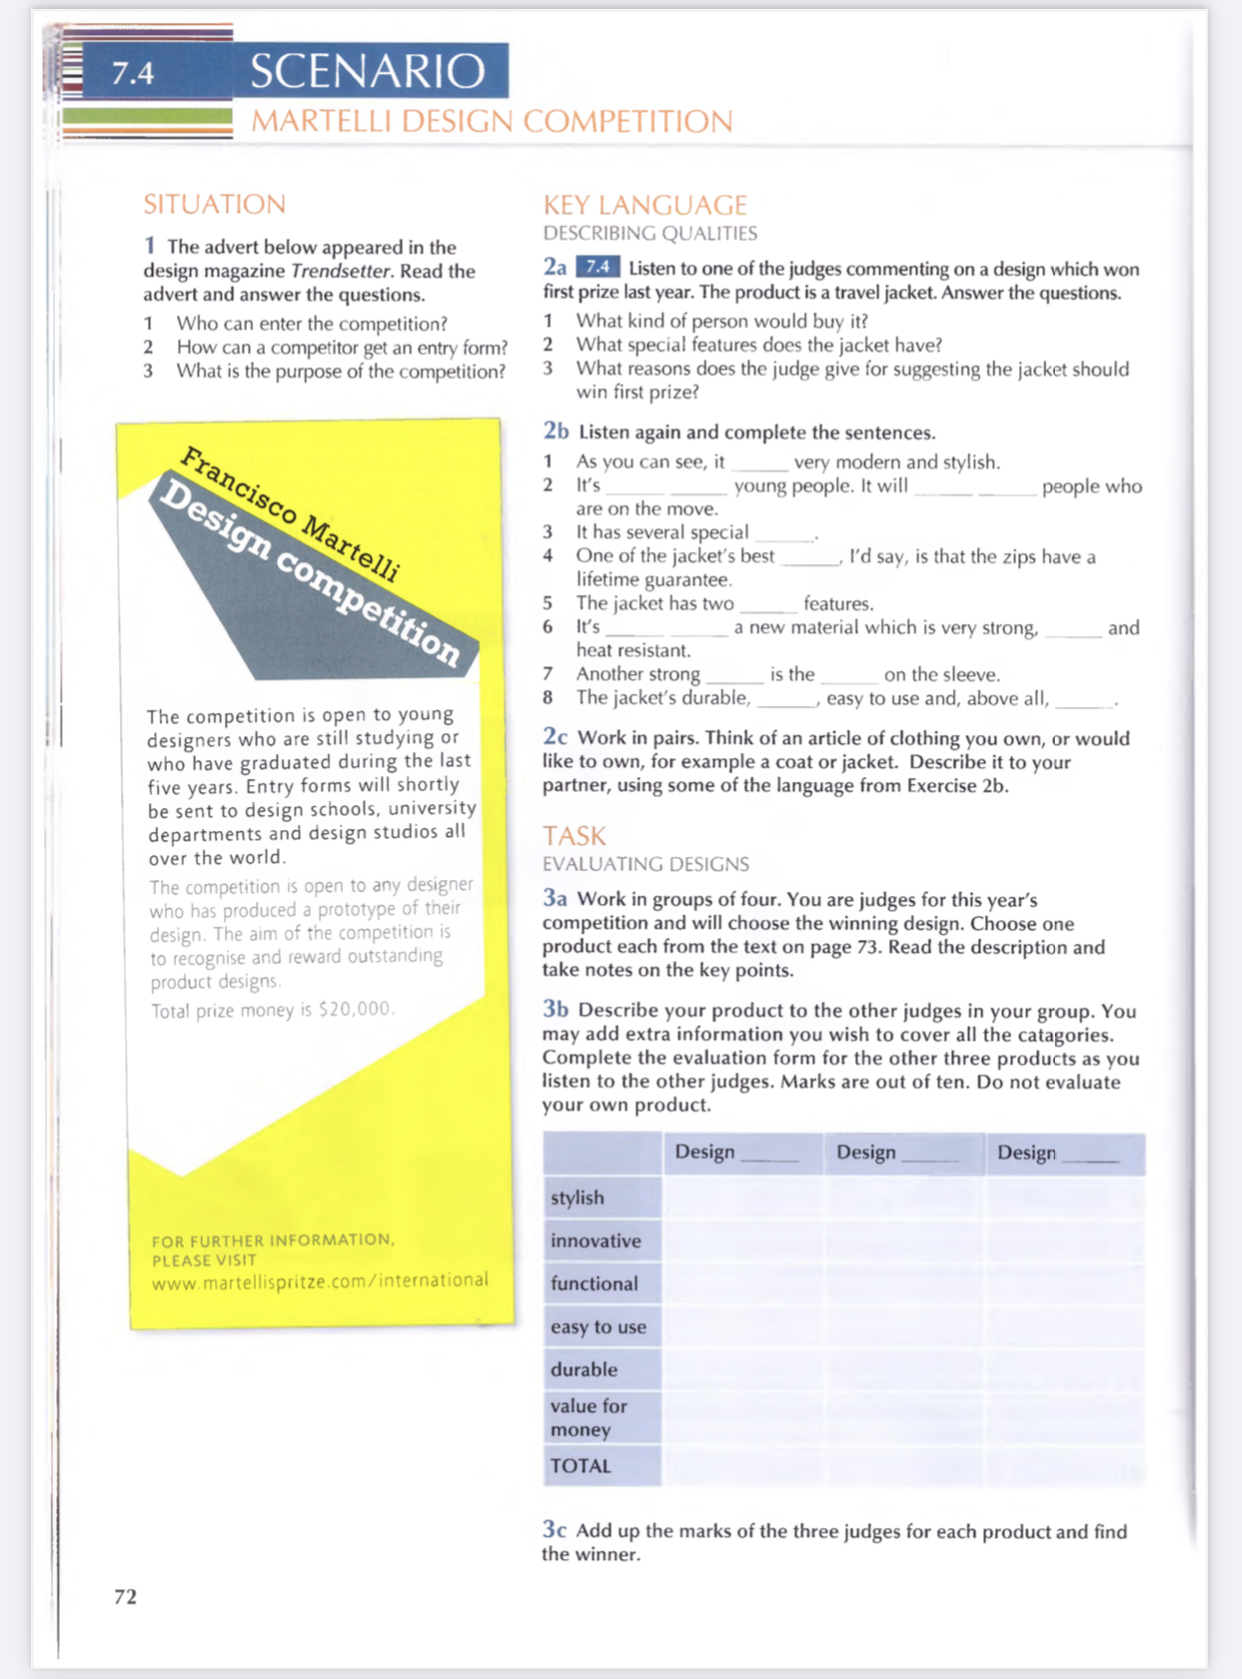 7.4 SCENARIO
MARTELLI DESIGN COMPETITION
SITUATION
1 The advert below appeared in the
design magazine Trendsetter. Read the
advert and answer the questions.
1 Who can enter the competition?
2 How can a competitor get an entry form?
3 What is the purpose of the competition?
Francisco Martelli
Design competition
The competition is open to young
designers who are still studying or
who have graduated during the last
five years. Entry forms will shortly
be sent to design schools, university
departments and design studios all
over the world.
The competition is open to any designer
who has produced a prototype of their
design. The aim of the competition is
to recognise and reward outstanding
product designs.
Total prize money is $20,000.
FOR FURTHER INFORMATION,
PLEASE VISIT
www.martellispritze.com/international
KEY LANGUAGE
DESCRIBING QUALITIES
2a 7.4 Listen to one of the judges commenting on a design which won
first prize last year. The product is a travel jacket. Answer the questions.
1 What kind of person would buy it?
2 What special features does the jacket have?
3 What reasons does the judge give for suggesting the jacket should
win first prize?
2b Listen again and complete the sentences.
1 As you can see, it ______ very modern and stylish.
2 It's ______ ______ young people. It will ______ ______ people who
are on the move.
3 It has several special ______.
4 One of the jacket's best ______, I'd say, is that the zips have a
lifetime guarantee.
5 The jacket has two ______ features.
6 It's ______ ______ a new material which is very strong, ______ and
heat resistant.
7 Another strong ______ is the ______ on the sleeve.
8 The jacket's durable, ______, easy to use and, above all, ______.
2c Work in pairs. Think of an article of clothing you own, or would
like to own, for example a coat or jacket. Describe it to your
partner, using some of the language from Exercise 2b.
TASK
EVALUATING DESIGNS
3a Work in groups of four. You are judges for this year's
competition and will choose the winning design. Choose one
product each from the text on page 73. Read the description and
take notes on the key points.
3b Describe your product to the other judges in your group. You
may add extra information you wish to cover all the catagories.
Complete the evaluation form for the other three products as you
listen to the other judges. Marks are out of ten. Do not evaluate
your own product.
Design ______ Design ______ Design ______
stylish
innovative
functional
easy to use
durable
value for
money
TOTAL
3c Add up the marks of the three judges for each product and find
the winner.
72